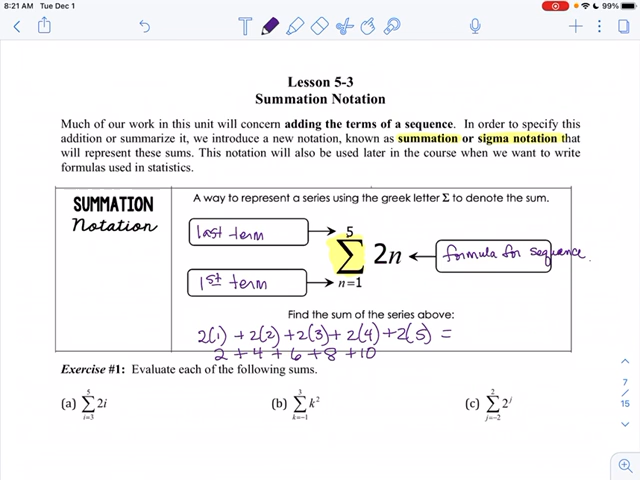 8:21 AM Tue Dec 1
99%
Lesson 5-3
Summation Notation
Much of our work in this unit will concern adding the terms of a sequence. In order to specify this
addition or summarize it, we introduce a new notation, known as summation or sigma notation that
will represent these sums. This notation will also be used later in the course when we want to write
formulas used in statistics.
SUMMATION
Notation
A way to represent a series using the greek letter Σ to denote the sum.
last term
5
Σ 2n
formula for sequence.
1st term
n=1
Find the sum of the series above:
2(1) + 2(2) + 2(3) + 2(4) + 2(5) =
2 + 4 + 6 + 8 + 10
Exercise #1: Evaluate each of the following sums.
(a) 5 Σ i=3 2i
(b) 3 Σ k=-1 k²
(c) 2 Σ j=-2 2^j
7
/
15